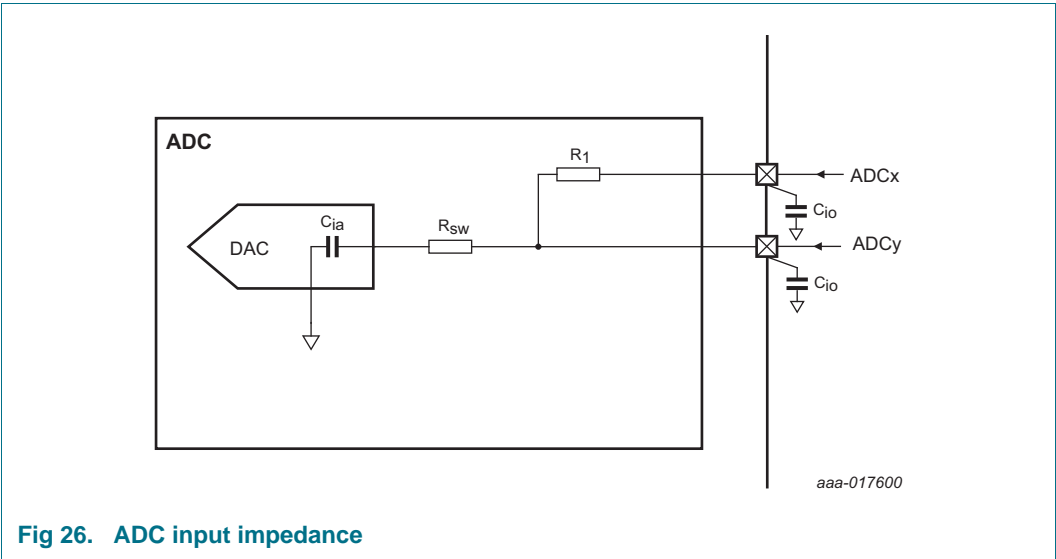 ADC
R1
ADCx
Cio
Cia
Rsw
DAC
ADCy
Cio
aaa-017600
Fig 26. ADC input impedance